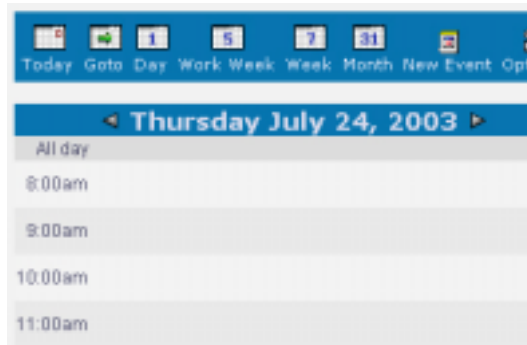 1 5 7 31
Today Goto Day Work Week Week Month New Event Opt
Thursday July 24, 2003
All day
8:00am
9:00am
10:00am
11:00am